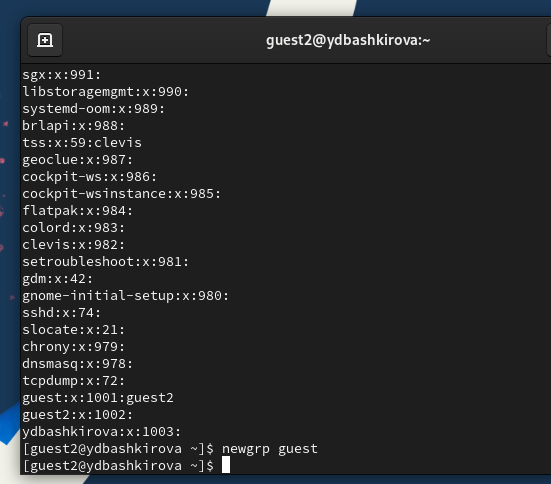 guest2@ydbashkirova:~
sgx:x:991:
libstoragemgmt:x:990:
systemd-oom:x:989:
brlapi:x:988:
tss:x:59:clevis
geoclue:x:987:
cockpit-ws:x:986:
cockpit-wsinstance:x:985:
flatpak:x:984:
colord:x:983:
clevis:x:982:
setroubleshoot:x:981:
gdm:x:42:
gnome-initial-setup:x:980:
sshd:x:74:
slocate:x:21:
chrony:x:979:
dnsmasq:x:978:
tcpdump:x:72:
guest:x:1001:guest2
guest2:x:1002:
ydbashkirova:x:1003:
[guest2@ydbashkirova ~]$ newgrp guest
[guest2@ydbashkirova ~]$